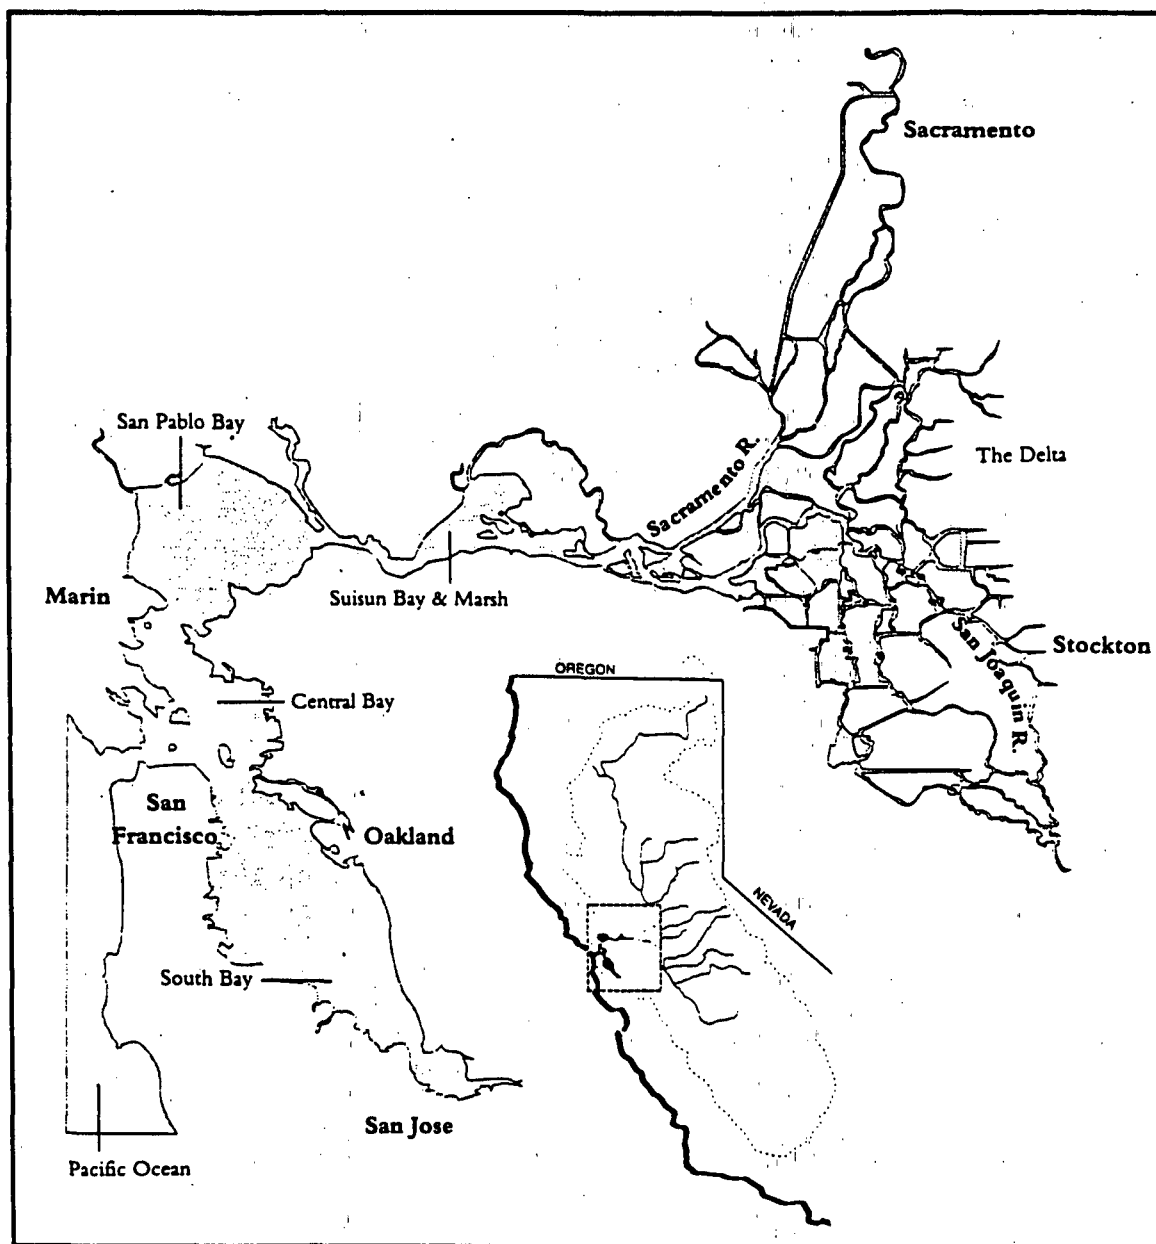 Sacramento
San Pablo Bay
Sacramento R.
The Delta
Marin
Suisun Bay & Marsh
San Joaquin R.
Stockton
OREGON
Central Bay
San
Francisco
Oakland
NEVADA
South Bay
San Jose
Pacific Ocean